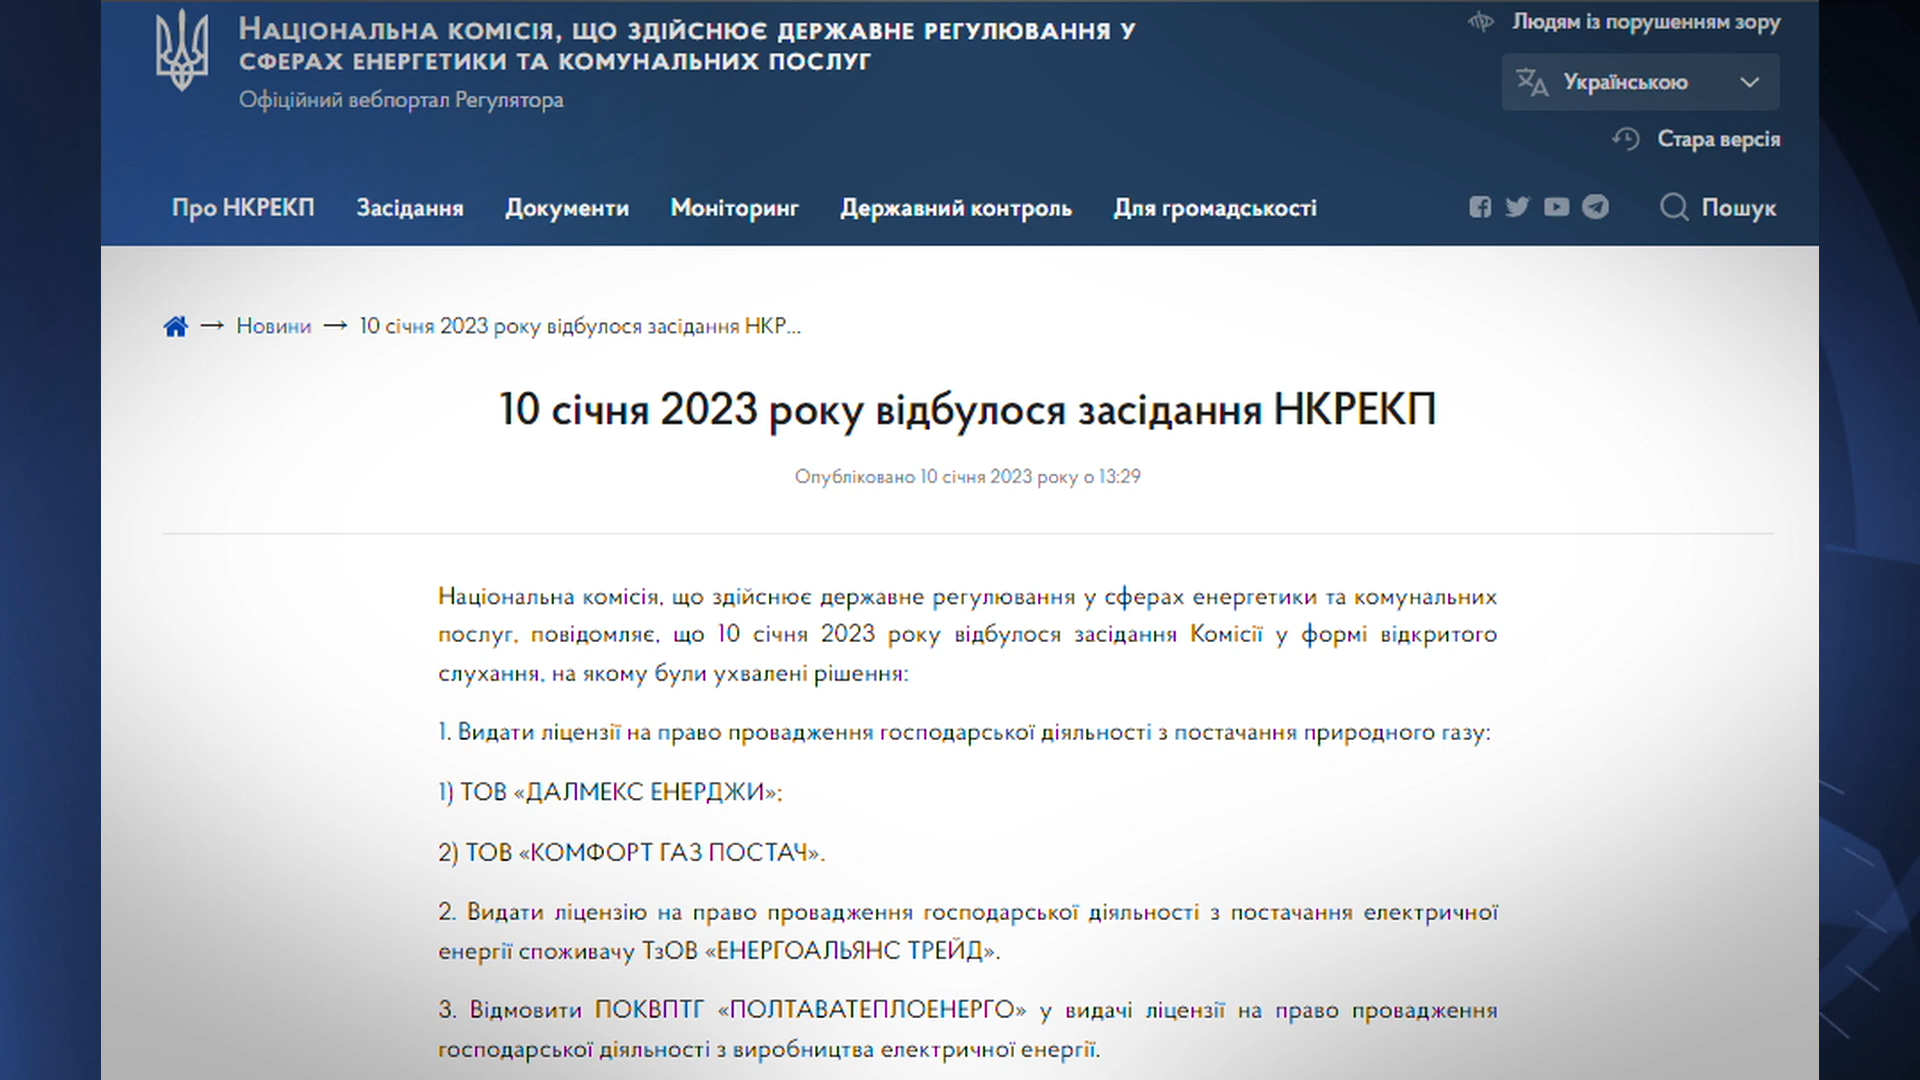 Національна комісія, що здійснює державне регулювання у
сферах енергетики та комунальних послуг
Офіційний вебпортал Регулятора
Людям із порушенням зору
Українською
Стара версія
Про НКРЕКП Засідання Документи Моніторинг Державний контроль Для громадськості Пошук
Новини → 10 січня 2023 року відбулося засідання НКР...
10 січня 2023 року відбулося засідання НКРЕКП
Опубліковано 10 січня 2023 року о 13:29
Національна комісія, що здійснює державне регулювання у сферах енергетики та комунальних
послуг, повідомляє, що 10 січня 2023 року відбулося засідання Комісії у формі відкритого
слухання, на якому були ухвалені рішення:
1. Видати ліцензії на право провадження господарської діяльності з постачання природного газу:
1) ТОВ «ДАЛМЕКС ЕНЕРДЖИ»;
2) ТОВ «КОМФОРТ ГАЗ ПОСТАЧ».
2. Видати ліцензію на право провадження господарської діяльності з постачання електричної
енергії споживачу ТзОВ «ЕНЕРГОАЛЬЯНС ТРЕЙД».
3. Відмовити ПОКВПТГ «ПОЛТАВАТЕПЛОЕНЕРГО» у видачі ліцензії на право провадження
господарської діяльності з виробництва електричної енергії.